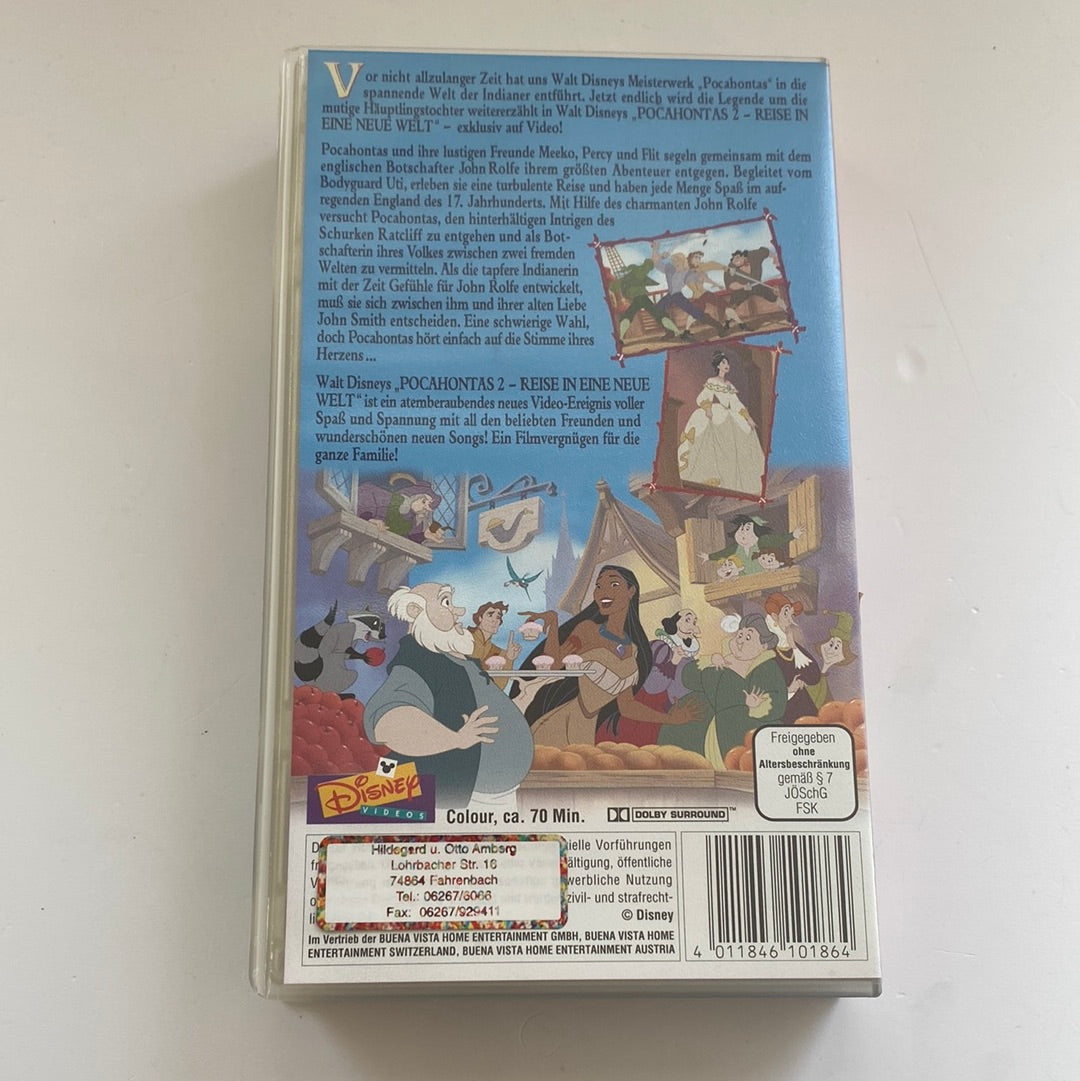 Vor nicht allzulanger Zeit hat uns Walt Disneys Meisterwerk „Pocahontas“ in die
spannende Welt der Indianer entführt. Jetzt endlich wird die Legende um die
mutige Häuptlingstochter weitererzählt in Walt Disneys „POCAHONTAS 2 – REISE IN
EINE NEUE WELT“ – exklusiv auf Video!
Pocahontas und ihre lustigen Freunde Meeko, Percy und Flit segeln gemeinsam mit dem
englischen Botschafter John Rolfe ihrem größten Abenteuer entgegen. Begleitet vom
Bodyguard Uti, erleben sie eine turbulente Reise und haben jede Menge Spaß im auf-
regenden England des 17. Jahrhunderts. Mit Hilfe des charmanten John Rolfe
versucht Pocahontas, den hinterhältigen Intrigen des
Schurken Ratcliff zu entgehen und als Bot-
schafterin ihres Volkes zwischen zwei fremden
Welten zu vermitteln. Als die tapfere Indianerin
mit der Zeit Gefühle für John Rolfe entwickelt,
muß sie sich zwischen ihm und ihrer alten Liebe
John Smith entscheiden. Eine schwierige Wahl,
doch Pocahontas hört einfach auf die Stimme ihres
Herzens...
Walt Disneys „POCAHONTAS 2 – REISE IN EINE NEUE
WELT“ ist ein atemberaubendes neues Video-Ereignis voller
Spaß und Spannung mit all den beliebten Freunden und
wunderschönen neuen Songs! Ein Filmvergnügen für die
ganze Familie!
Freigegeben
ohne
Altersbeschränkung
gemäß § 7
JÖSchG
FSK
DISNEY
VIDEOS
Colour, ca. 70 Min.
DOLBY SURROUND™
Hildegard u. Otto Amberg
Lohrbacher Str. 16
74864 Fahrenbach
Tel.: 06267/6066
Fax: 06267/929411
ielle Vorführungen
ältigung, öffentliche
werbliche Nutzung
zivil- und strafrecht-
© Disney
Im Vertrieb der BUENA VISTA HOME ENTERTAINMENT GMBH, BUENA VISTA HOME
ENTERTAINMENT SWITZERLAND, BUENA VISTA HOME ENTERTAINMENT AUSTRIA
4 011846 101864